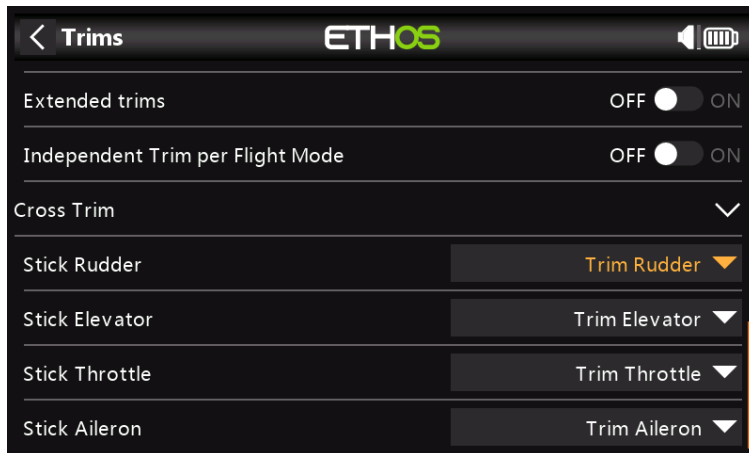 Trims ETHOS
Extended trims OFF ON
Independent Trim per Flight Mode OFF ON
Cross Trim
Stick Rudder Trim Rudder
Stick Elevator Trim Elevator
Stick Throttle Trim Throttle
Stick Aileron Trim Aileron